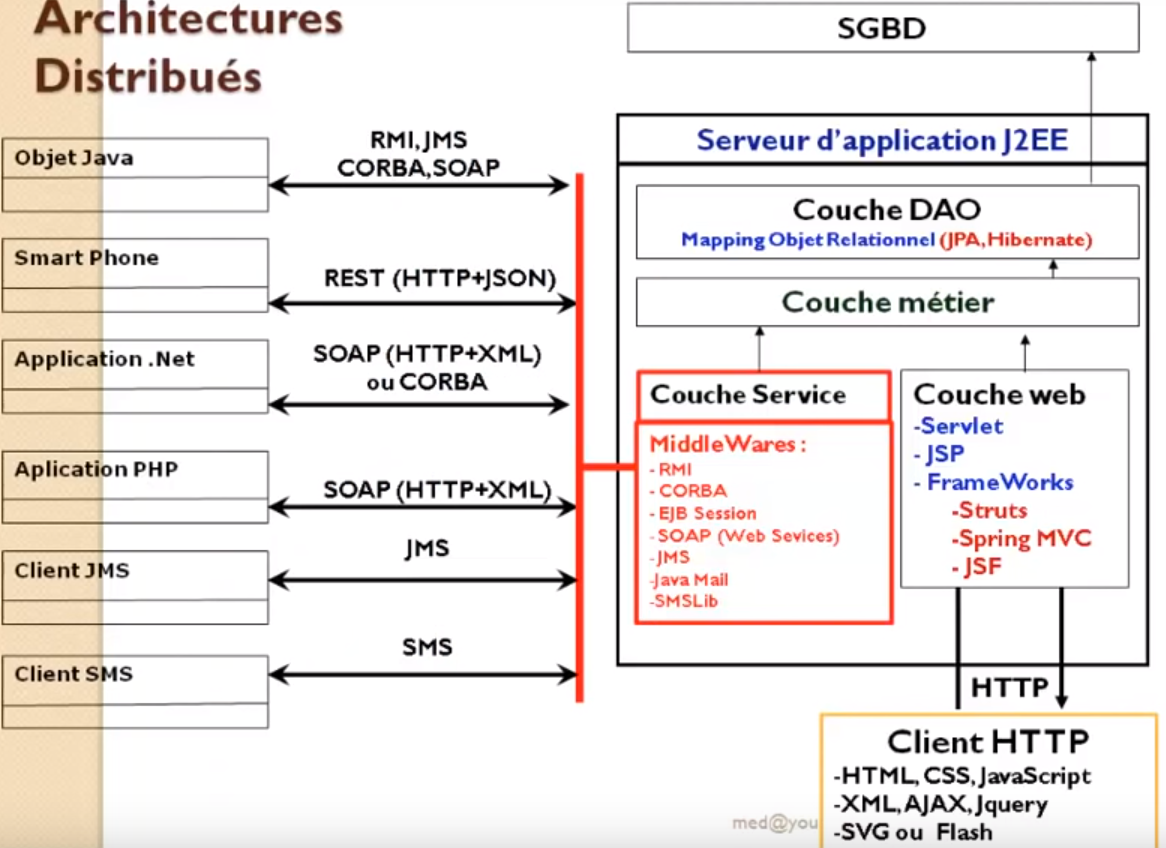 Architectures
Distribués
SGBD
Serveur d'application J2EE
Couche DAO
Mapping Objet Relationnel (JPA, Hibernate)
Couche métier
Couche Service
MiddleWares :
- RMI
- CORBA
- EJB Session
- SOAP (Web Sevices)
-JMS
-Java Mail
-SMSLib
Couche web
-Servlet
- JSP
- FrameWorks
-Struts
-Spring MVC
- JSF
Objet Java
RMI, JMS
CORBA, SOAP
Smart Phone
REST (HTTP+JSON)
Application .Net
SOAP (HTTP+XML)
ou CORBA
Aplication PHP
SOAP (HTTP+XML)
Client JMS
JMS
Client SMS
SMS
HTTP
Client HTTP
-HTML, CSS, JavaScript
-XML, AJAX, Jquery
-SVG ou Flash
med@you